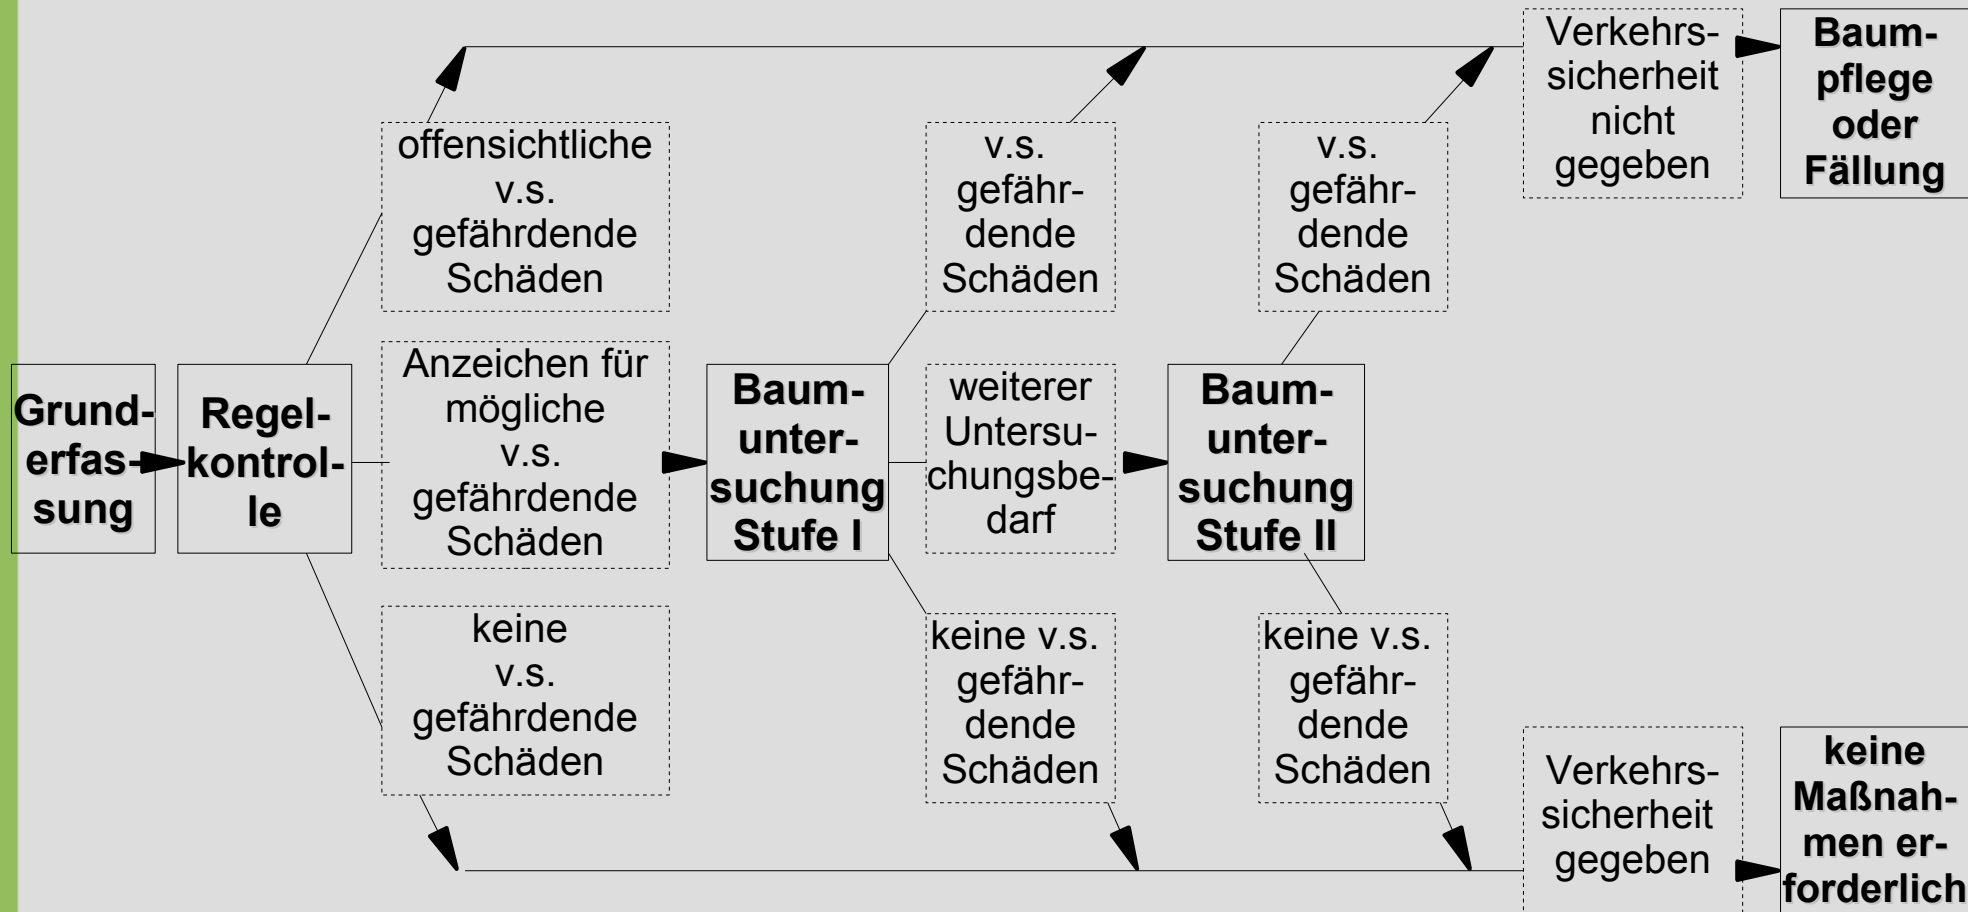 Grund-
erfas-
sung
Regel-
kontrol-
le
offensichtliche
v.s.
gefährdende
Schäden
Anzeichen für
mögliche
v.s.
gefährdende
Schäden
keine
v.s.
gefährdende
Schäden
Baum-
unter-
suchung
Stufe I
v.s.
gefähr-
dende
Schäden
weiterer
Untersu-
chungsbe-
darf
keine v.s.
gefähr-
dende
Schäden
Baum-
unter-
suchung
Stufe II
v.s.
gefähr-
dende
Schäden
keine v.s.
gefähr-
dende
Schäden
Verkehrs-
sicherheit
nicht
gegeben
Baum-
pflege
oder
Fällung
Verkehrs-
sicherheit
gegeben
keine
Maßnah-
men er-
forderlich